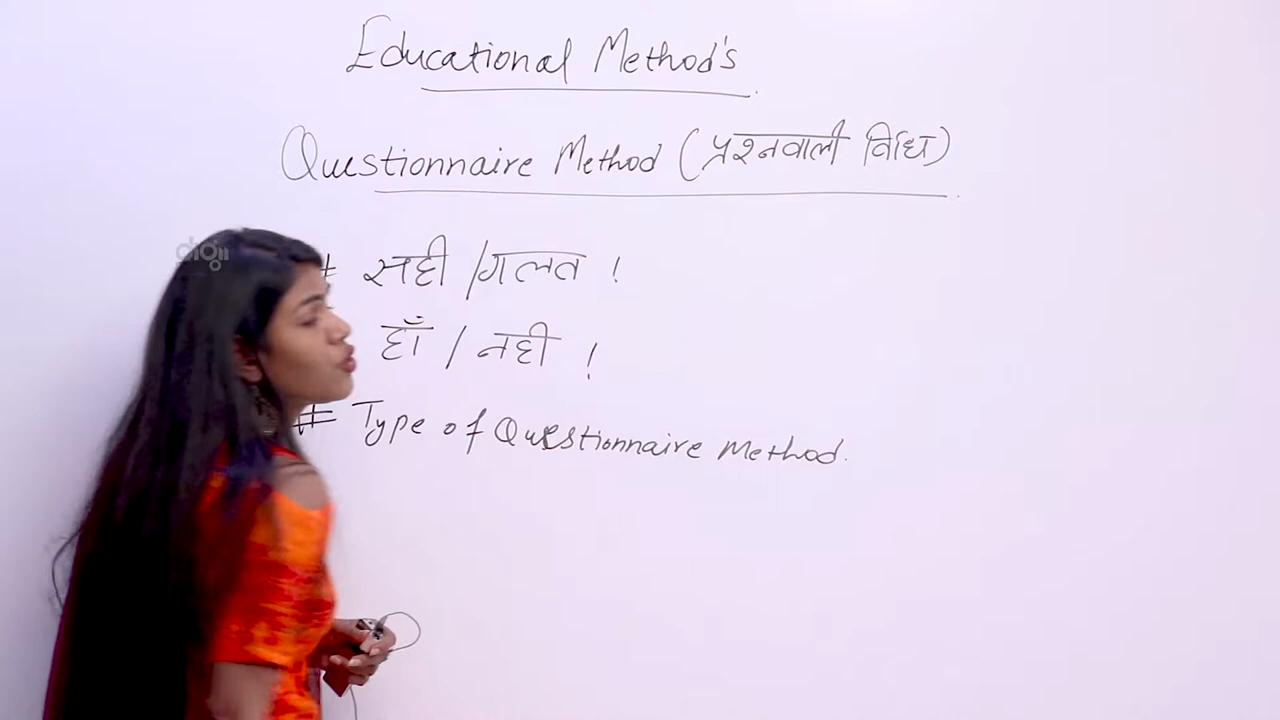 Educational Method's
Questionnaire Method (प्रश्नवाली विधि)
# सही / गलत !
हाँ / नही !
# Type of Questionnaire Method.